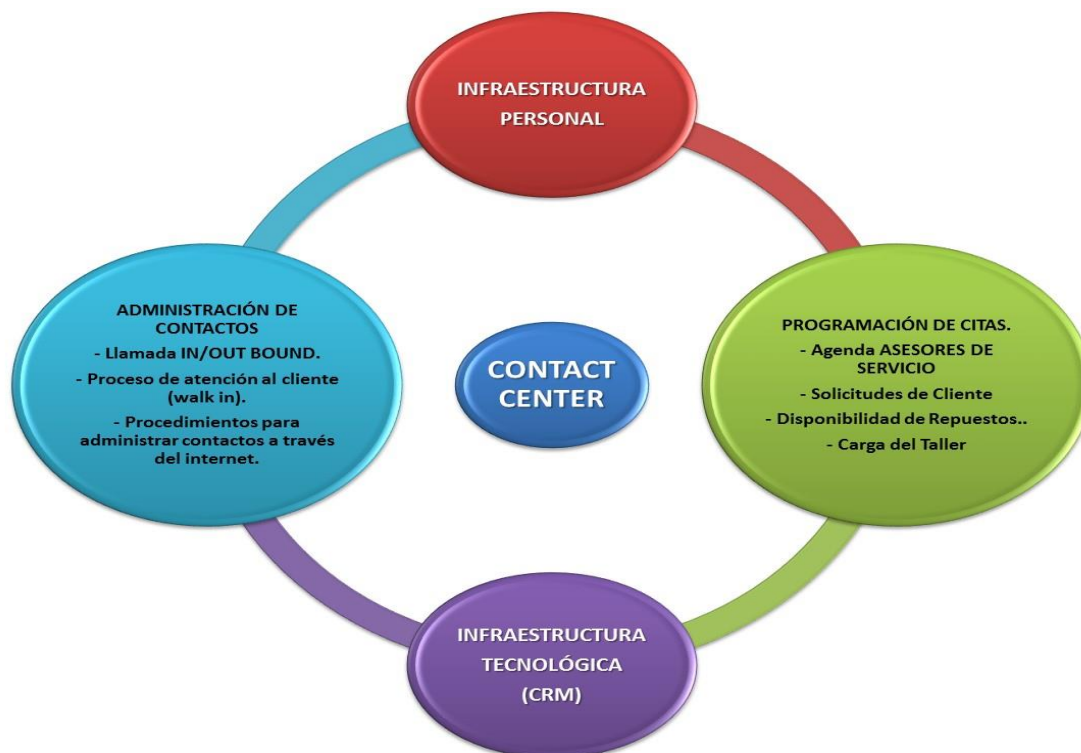 INFRAESTRUCTURA
PERSONAL
ADMINISTRACIÓN DE
CONTACTOS
- Llamada IN/OUT BOUND.
- Proceso de atención al cliente
(walk in).
- Procedimientos para
administrar contactos a través
del internet.
CONTACT
CENTER
PROGRAMACIÓN DE CITAS.
- Agenda ASESORES DE
SERVICIO
- Solicitudes de Cliente
- Disponibilidad de Repuestos..
- Carga del Taller
INFRAESTRUCTURA
TECNOLÓGICA
(CRM)